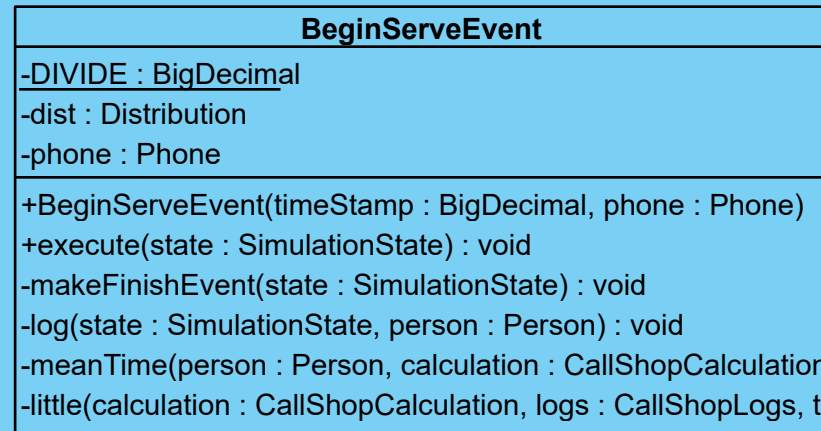 BeginServeEvent
-DIVIDE : BigDecimal
-dist : Distribution
-phone : Phone
+BeginServeEvent(timeStamp : BigDecimal, phone : Phone)
+execute(state : SimulationState) : void
-makeFinishEvent(state : SimulationState) : void
-log(state : SimulationState, person : Person) : void
-meanTime(person : Person, calculation : CallShopCalculation
-little(calculation : CallShopCalculation, logs : CallShopLogs, t